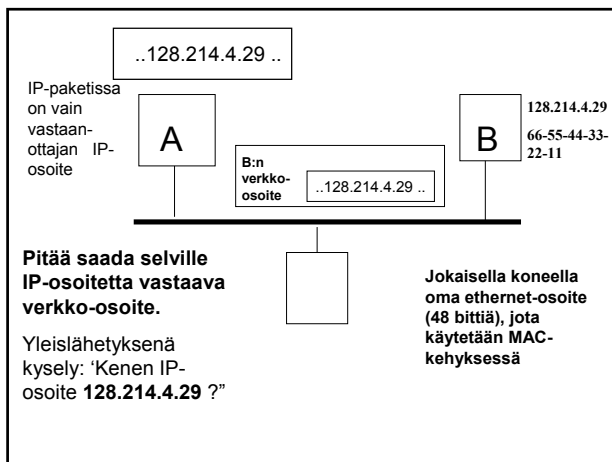 ..128.214.4.29 ..
IP-paketissa
on vain
vastaan-
ottajan IP-
osoite
A
B
128.214.4.29
66-55-44-33-
22-11
B:n
verkko-
osoite
..128.214.4.29 ..
Pitää saada selville
IP-osoitetta vastaava
verkko-osoite.
Yleislähetyksenä
kysely: ‘Kenen IP-
osoite 128.214.4.29 ?”
Jokaisella koneella
oma ethernet-osoite
(48 bittiä), jota
käytetään MAC-
kehyksessä